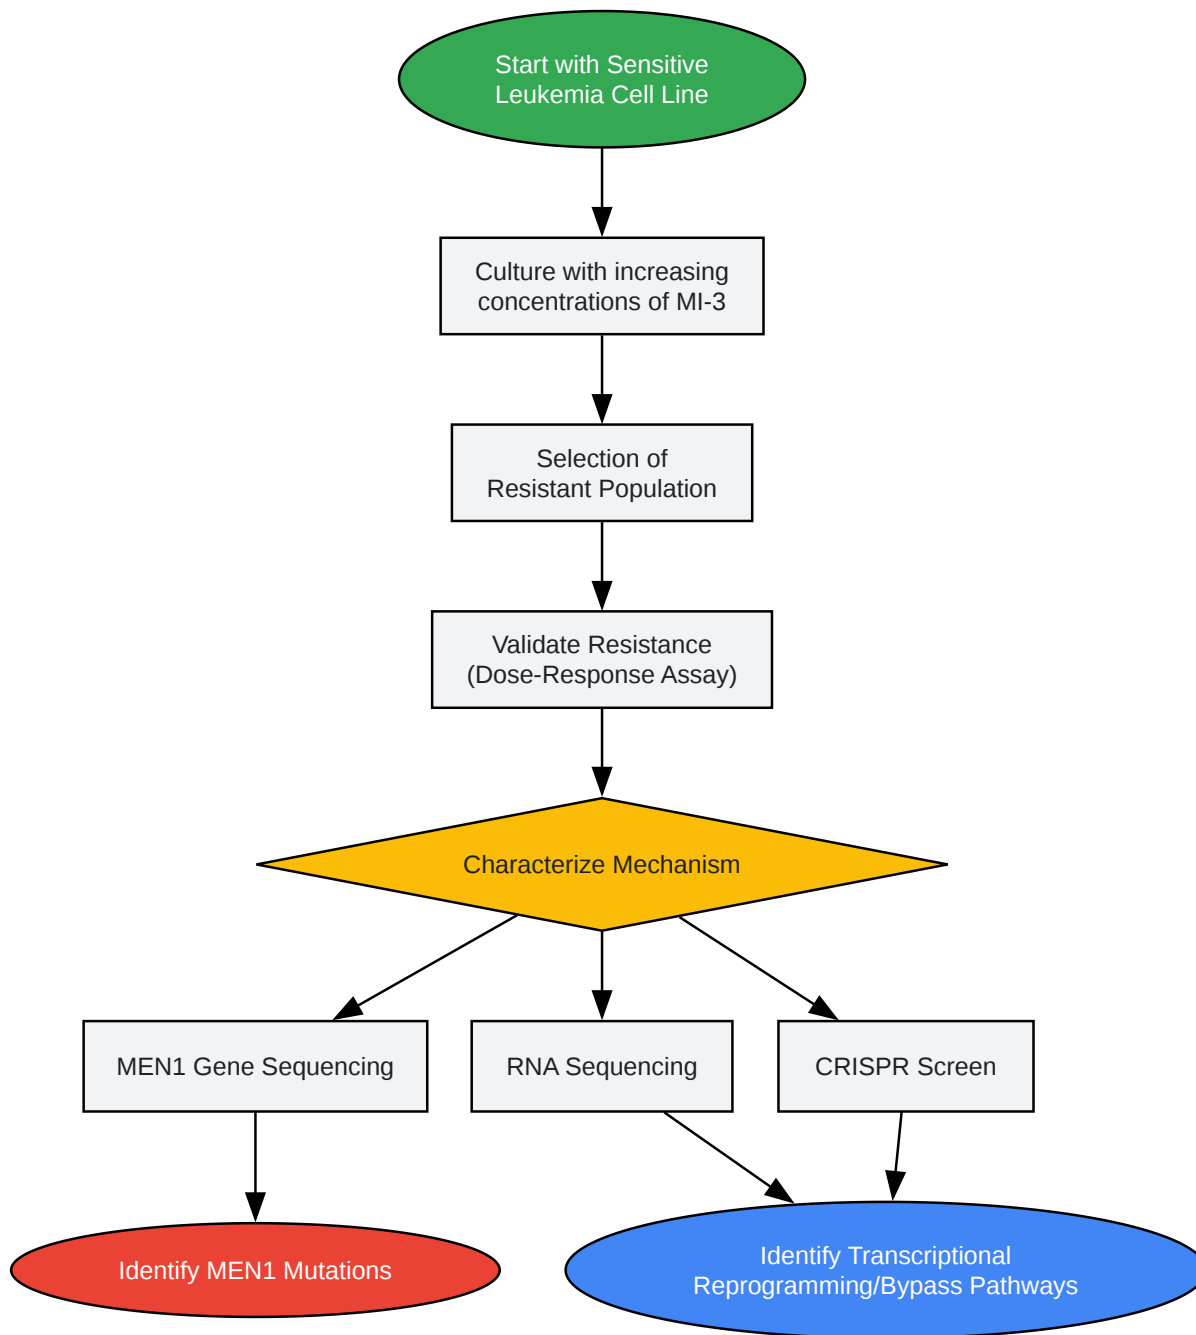 Start with Sensitive
Leukemia Cell Line
Culture with increasing
concentrations of MI-3
Selection of
Resistant Population
Validate Resistance
(Dose-Response Assay)
Characterize Mechanism
MEN1 Gene Sequencing
RNA Sequencing
CRISPR Screen
Identify MEN1 Mutations
Identify Transcriptional
Reprogramming/Bypass Pathways